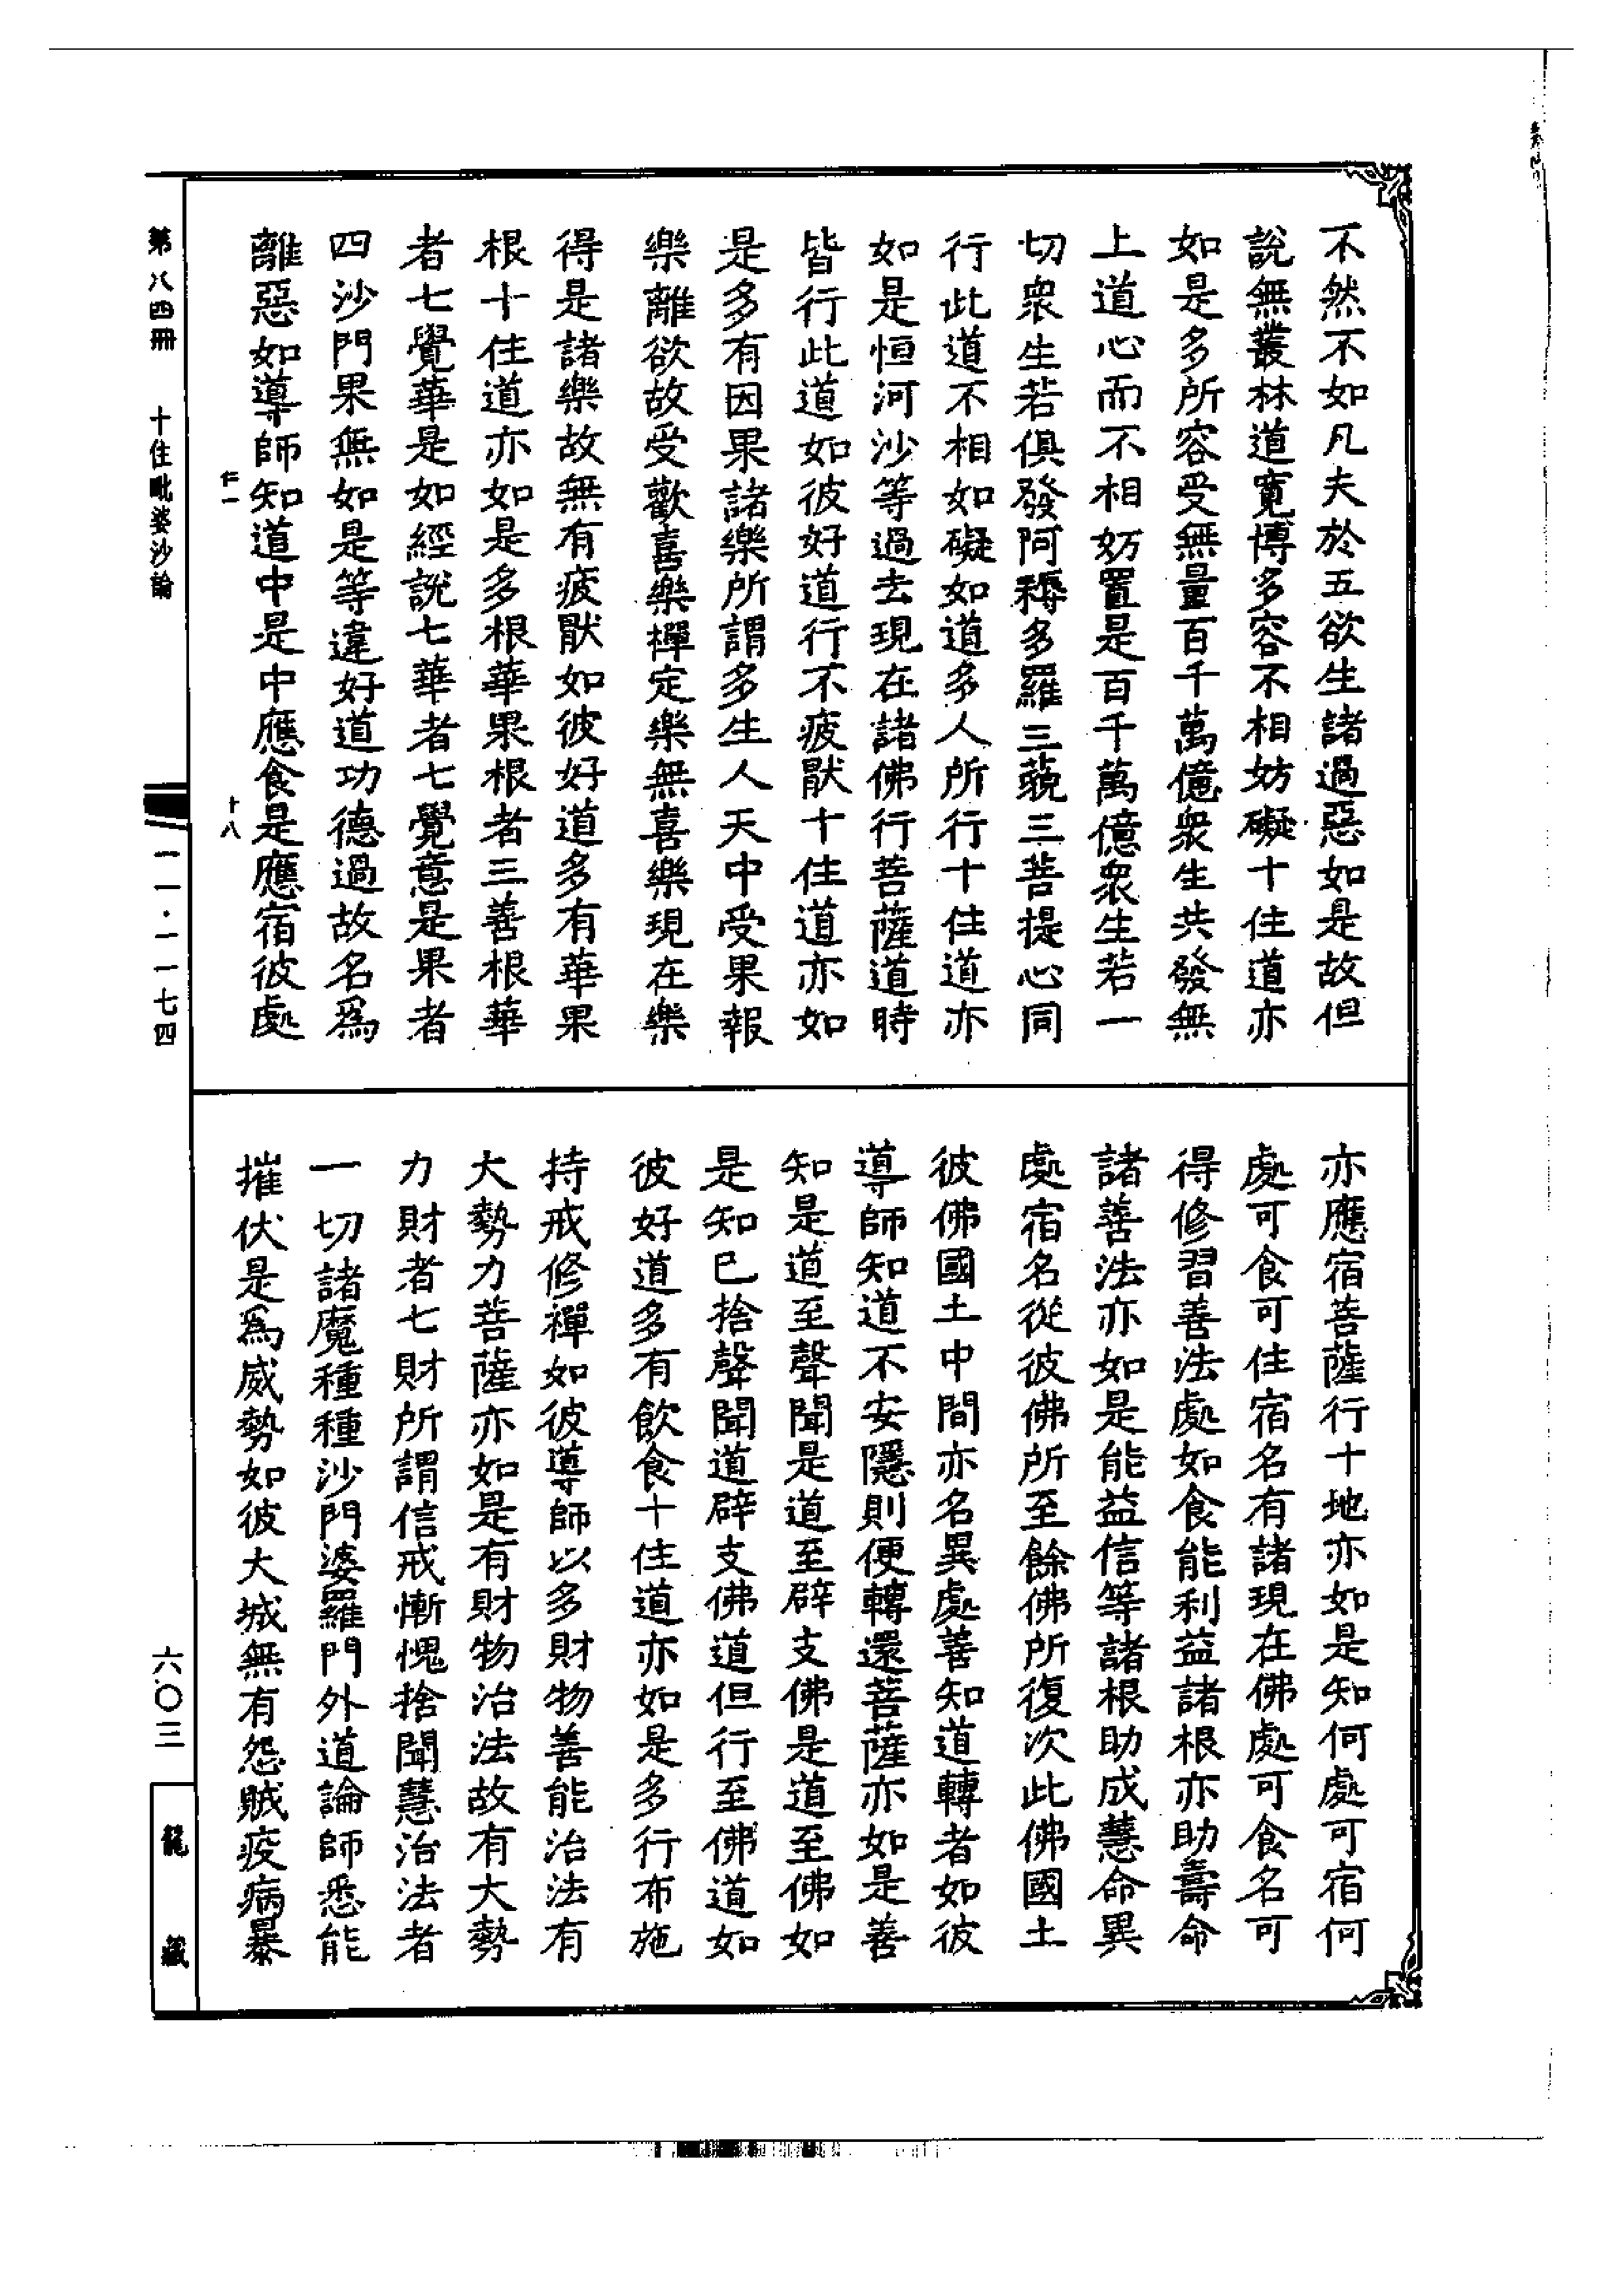 不然不如凡夫於五欲生諸過惡如是故但
說無叢林道寬博多容不相妨礙十住道亦
如是多所容受無量百千萬億衆生共發無
上道心而不相妨置是百千萬億衆生若一
切衆生若俱發阿耨多羅三藐三菩提心同
行此道不相如礙如道多人所行十住道亦
如是恒河沙等過去現在諸佛行菩薩道時
皆行此道如彼好道行不疲厭十住道亦如
是多有因果諸樂所謂多生人天中受果報
樂離欲故受歡喜樂禪定樂無喜樂現在樂
得是諸樂故無有疲厭如彼好道多有華果
根十住道亦如是多根華果根者三善根華
者七覺華是如經說七華者七覺意是果者
四沙門果無如是等違好道功德過故名爲
離惡如導師知道中是中應食是應宿彼處
仁一
十八
亦應宿菩薩行十地亦如是知何處可宿何
處可食可住宿名有諸現在佛處可食名可
得修習善法處如食能利益諸根亦助壽命
諸善法亦如是能益信等諸根助成慧命異
處宿名從彼佛所至餘佛所復次此佛國土
彼佛國土中間亦名異處善知道轉者如彼
導師知道不安隱則便轉還菩薩亦如是善
知是道至聲聞是道至辟支佛是道至佛如
是知已捨聲聞道辟支佛道但行至佛道如
彼好道多有飲食十住道亦如是多行布施
持戒修禪如彼導師以多財物善能治法有
大勢力菩薩亦如是有財物治法故有大勢
力財者七財所謂信戒慚愧捨聞慧治法者
一切諸魔種種沙門婆羅門外道論師悉能
摧伏是爲威勢如彼大城無有怨賊疫病暴
第八四冊 十住毗婆沙論
一一·一一七四
六〇三
龍藏